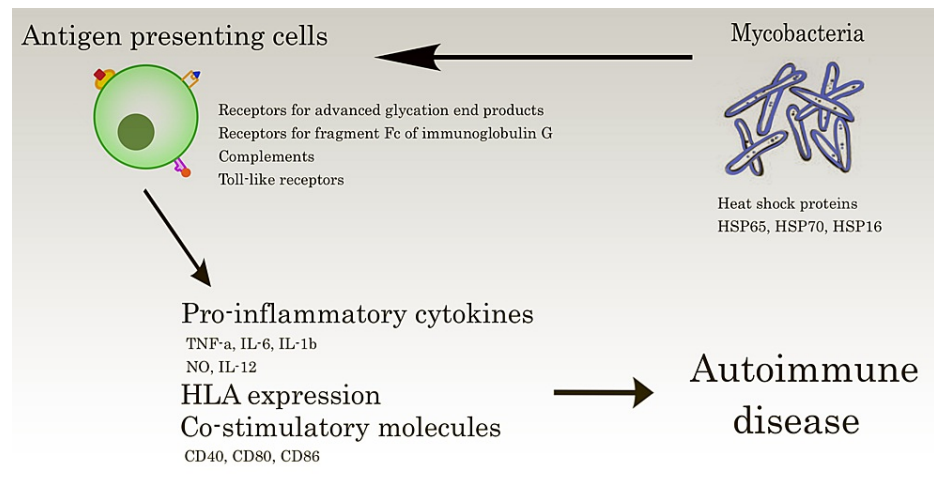 Antigen presenting cells
Mycobacteria
Receptors for advanced glycation end products
Receptors for fragment Fc of immunoglobulin G
Complements
Toll-like receptors
Heat shock proteins
HSP65, HSP70, HSP16
Pro-inflammatory cytokines
TNF-a, IL-6, IL-1b
NO, IL-12
HLA expression
Co-stimulatory molecules
CD40, CD80, CD86
Autoimmune
disease